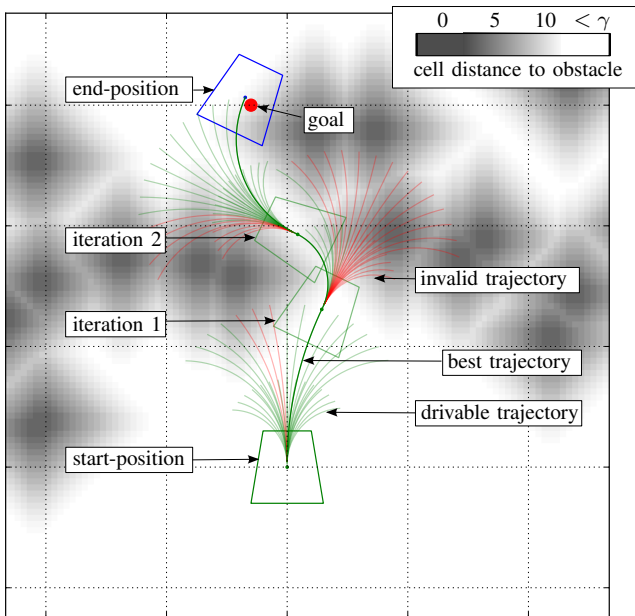 0 5 10 < γ
cell distance to obstacle
end-position
goal
iteration 2
invalid trajectory
iteration 1
best trajectory
drivable trajectory
start-position